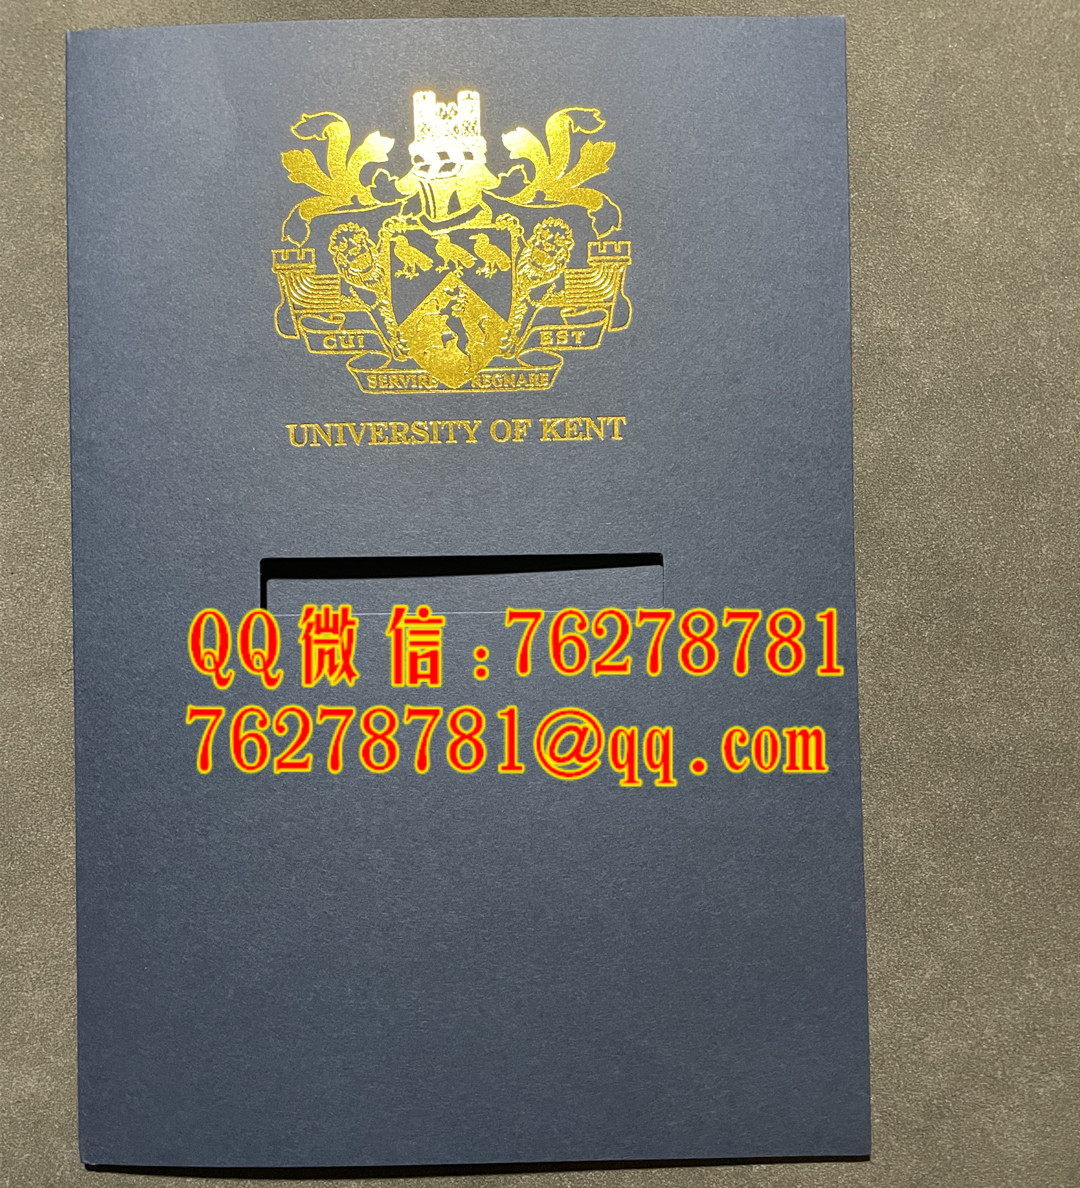 CUI EST
SERVIRE REGNARE
UNIVERSITY OF KENT
QQ微信:76278781
76278781@qq.com